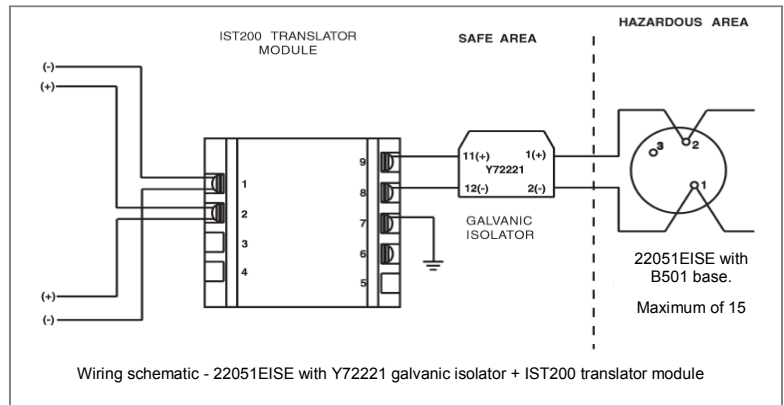 IST200 TRANSLATOR
MODULE
SAFE AREA
HAZARDOUS AREA
(-)
(+)
1
2
3
4
(+)
(-)
9
8
7
6
5
11(+) 1(+)
Y72221
12(-) 2(-)
GALVANIC
ISOLATOR
3
2
1
22051EISE with
B501 base.
Maximum of 15
Wiring schematic - 22051EISE with Y72221 galvanic isolator + IST200 translator module